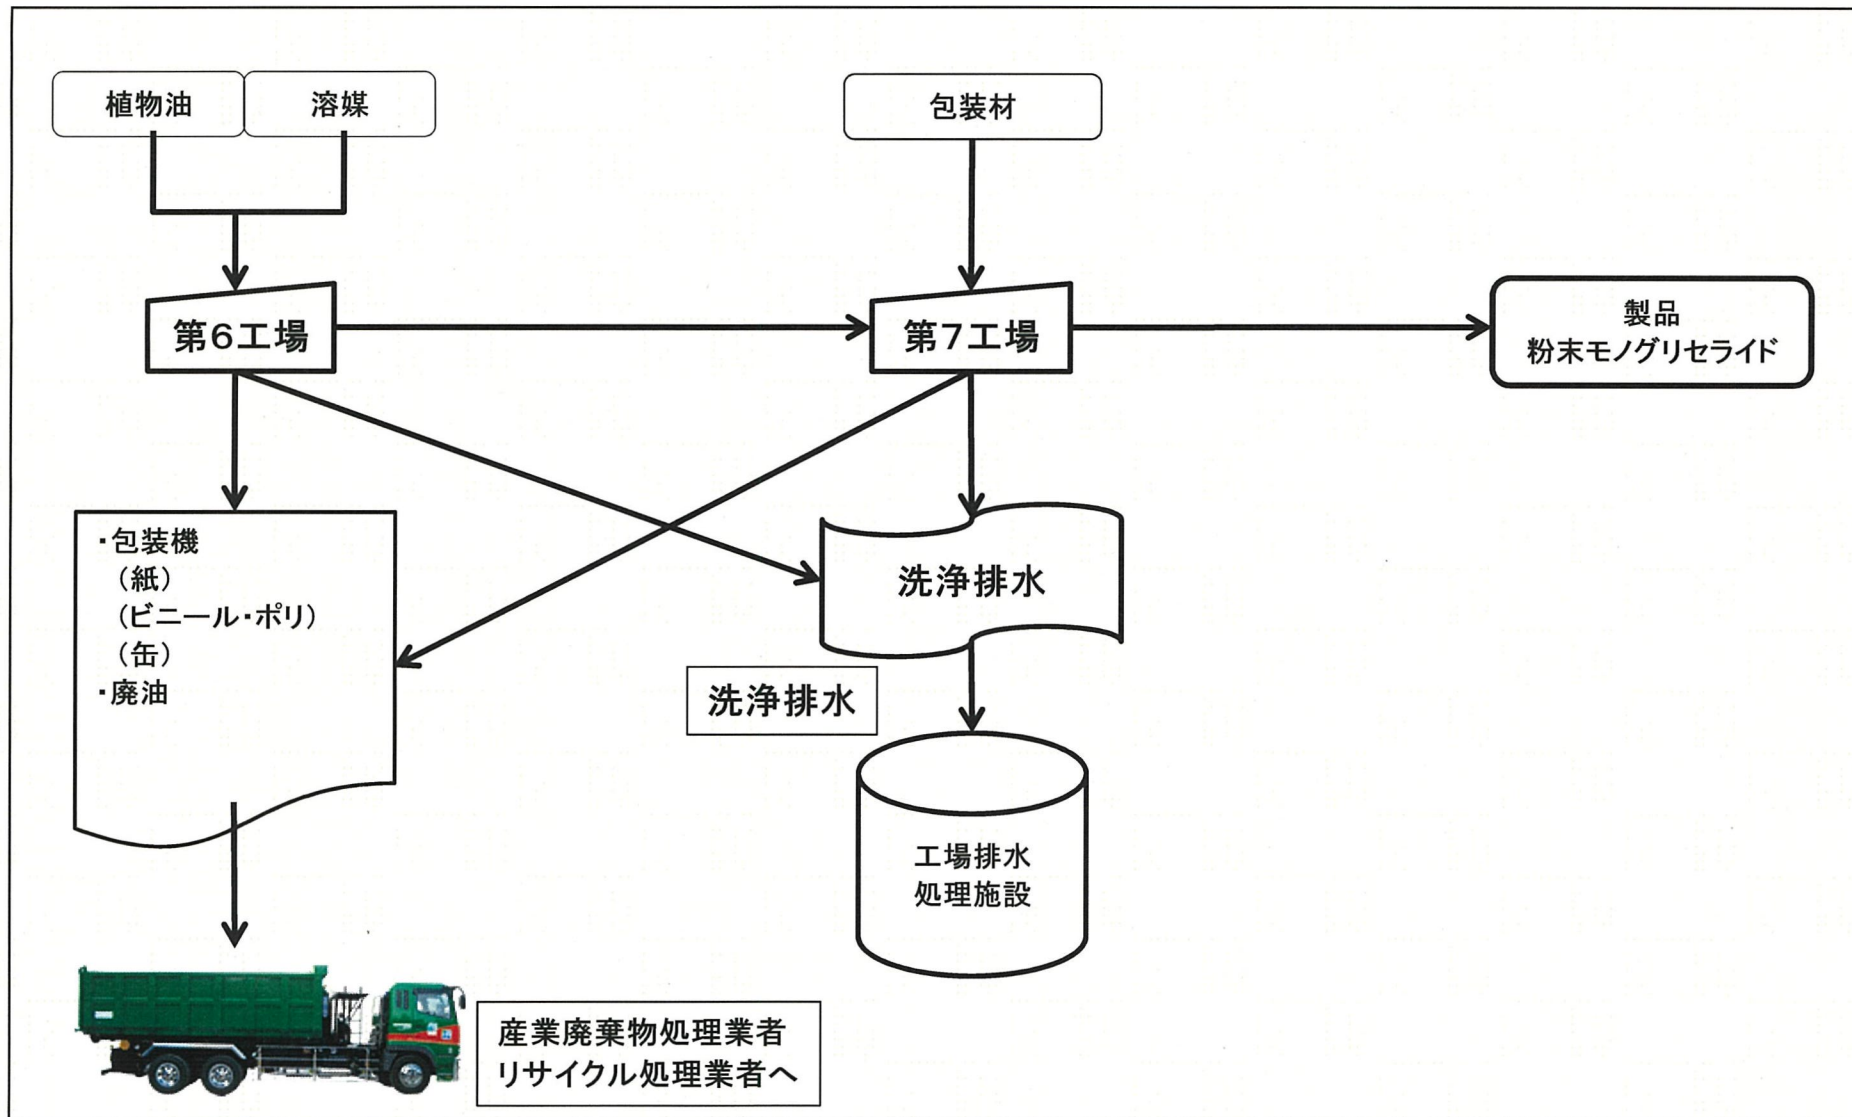 植物油
溶媒
包装材
第6工場
第7工場
製品
粉末モノグリセライド
・包装機
（紙）
（ビニール・ポリ）
（缶）
・廃油
洗浄排水
洗浄排水
工場排水
処理施設
産業廃棄物処理業者
リサイクル処理業者へ